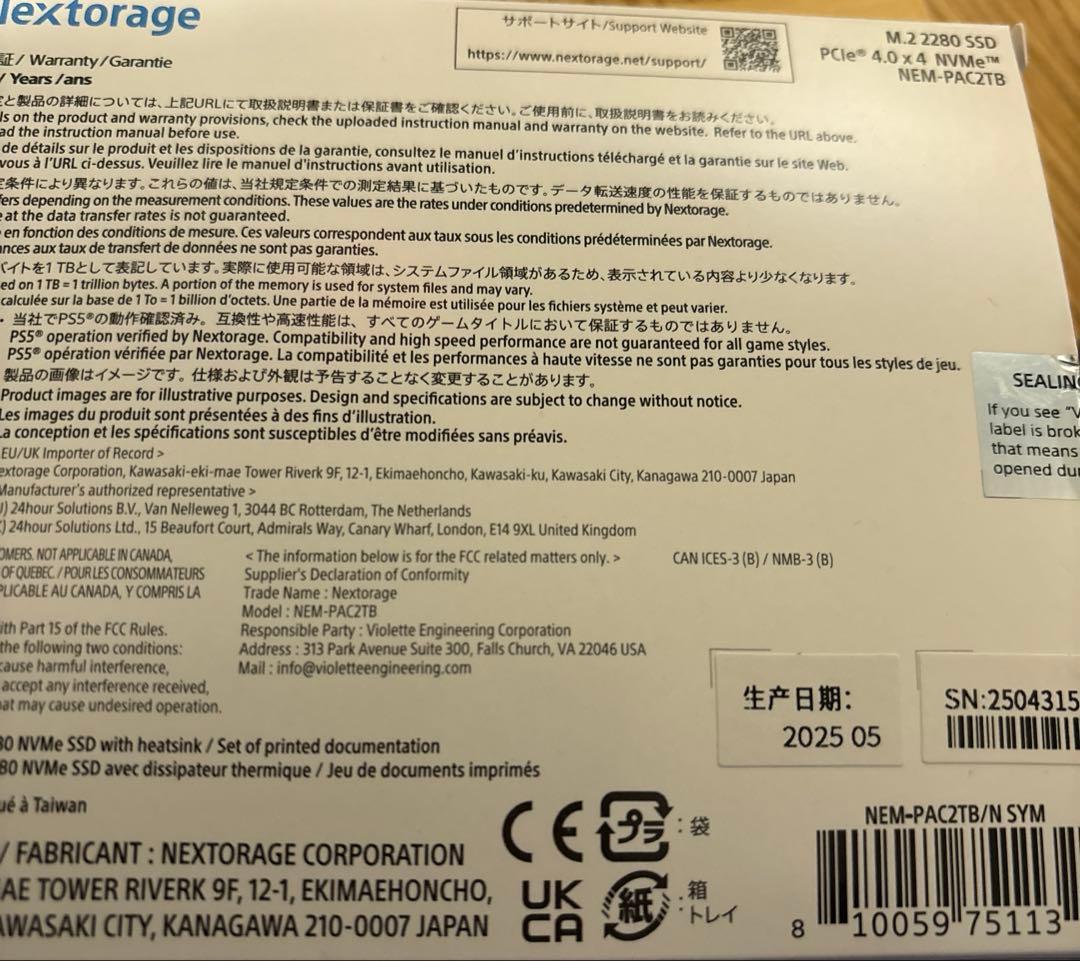 Nextorage
サポートサイト/Support Website
https://www.nextorage.net/support/
M.2 2280 SSD
PCIe® 4.0 x 4 NVMe™
NEM-PAC2TB
証 / Warranty/Garantie
/ Years /ans
と製品の詳細については、上記URLにて取扱説明書または保証書をご確認ください。ご使用前に、取扱説明書をお読みください。
ls on the product and warranty provisions, check the uploaded instruction manual and warranty on the website. Refer to the URL above.
ad the instruction manual before use.
de détails sur le produit et les dispositions de la garantie, consultez le manuel d'instructions téléchargé et la garantie sur le site Web.
vous à l'URL ci-dessus. Veuillez lire le manuel d'instructions avant utilisation.
定条件により異なります。これらの値は、当社規定条件での測定結果に基づいたものです。データ転送速度の性能を保証するものではありません。
fers depending on the measurement conditions. These values are the rates under conditions predetermined by Nextorage.
e at the data transfer rates is not guaranteed.
en fonction des conditions de mesure. Ces valeurs correspondent aux taux sous les conditions prédéterminées par Nextorage.
nces aux taux de transfert de données ne sont pas garanties.
バイトを1 TBとして表記しています。実際に使用可能な領域は、システムファイル領域があるため、表示されている内容より少なくなります。
ed on 1 TB = 1 trillion bytes. A portion of the memory is used for system files and may vary.
calculée sur la base de 1 To = 1 billion d'octets. Une partie de la mémoire est utilisée pour les fichiers système et peut varier.
・ 当社でPS5®の動作確認済み。互換性や高速性能は、すべてのゲームタイトルにおいて保証するものではありません。
PS5® operation verified by Nextorage. Compatibility and high speed performance are not guaranteed for all game styles.
PS5® opération vérifiée par Nextorage. La compatibilité et les performances à haute vitesse ne sont pas garanties pour tous les styles de jeu.
製品の画像はイメージです。仕様および外観は予告することなく変更することがあります。
Product images are for illustrative purposes. Design and specifications are subject to change without notice.
Les images du produit sont présentées à des fins d'illustration.
La conception et les spécifications sont susceptibles d'être modifiées sans préavis.
SEALING
If you see "V
label is brok
that means
opened du
EU/UK Importer of Record >
extorage Corporation, Kawasaki-eki-mae Tower Riverk 9F, 12-1, Ekimaehoncho, Kawasaki-ku, Kawasaki City, Kanagawa 210-0007 Japan
Manufacturer's authorized representative >
) 24hour Solutions B.V., Van Nelleweg 1, 3044 BC Rotterdam, The Netherlands
) 24hour Solutions Ltd., 15 Beaufort Court, Admirals Way, Canary Wharf, London, E14 9XL United Kingdom
OMERS. NOT APPLICABLE IN CANADA,
OF QUEBEC. / POUR LES CONSOMMATEURS
PLICABLE AU CANADA, Y COMPRIS LA
ith Part 15 of the FCC Rules.
the following two conditions:
cause harmful interference,
accept any interference received,
at may cause undesired operation.
< The information below is for the FCC related matters only. >
Supplier's Declaration of Conformity
Trade Name : Nextorage
Model : NEM-PAC2TB
Responsible Party : Violette Engineering Corporation
Address : 313 Park Avenue Suite 300, Falls Church, VA 22046 USA
Mail : info@violetteengineering.com
CAN ICES-3 (B) / NMB-3 (B)
生产日期:
2025 05
SN:2504315
80 NVMe SSD with heatsink / Set of printed documentation
80 NVMe SSD avec dissipateur thermique / Jeu de documents imprimés
ué à Taiwan
/ FABRICANT : NEXTORAGE CORPORATION
AE TOWER RIVERK 9F, 12-1, EKIMAEHONCHO,
AWASAKI CITY, KANAGAWA 210-0007 JAPAN
CE
プラ : 袋
UK
CA
紙 : 箱
トレイ
NEM-PAC2TB/N SYM
8 10059 75113